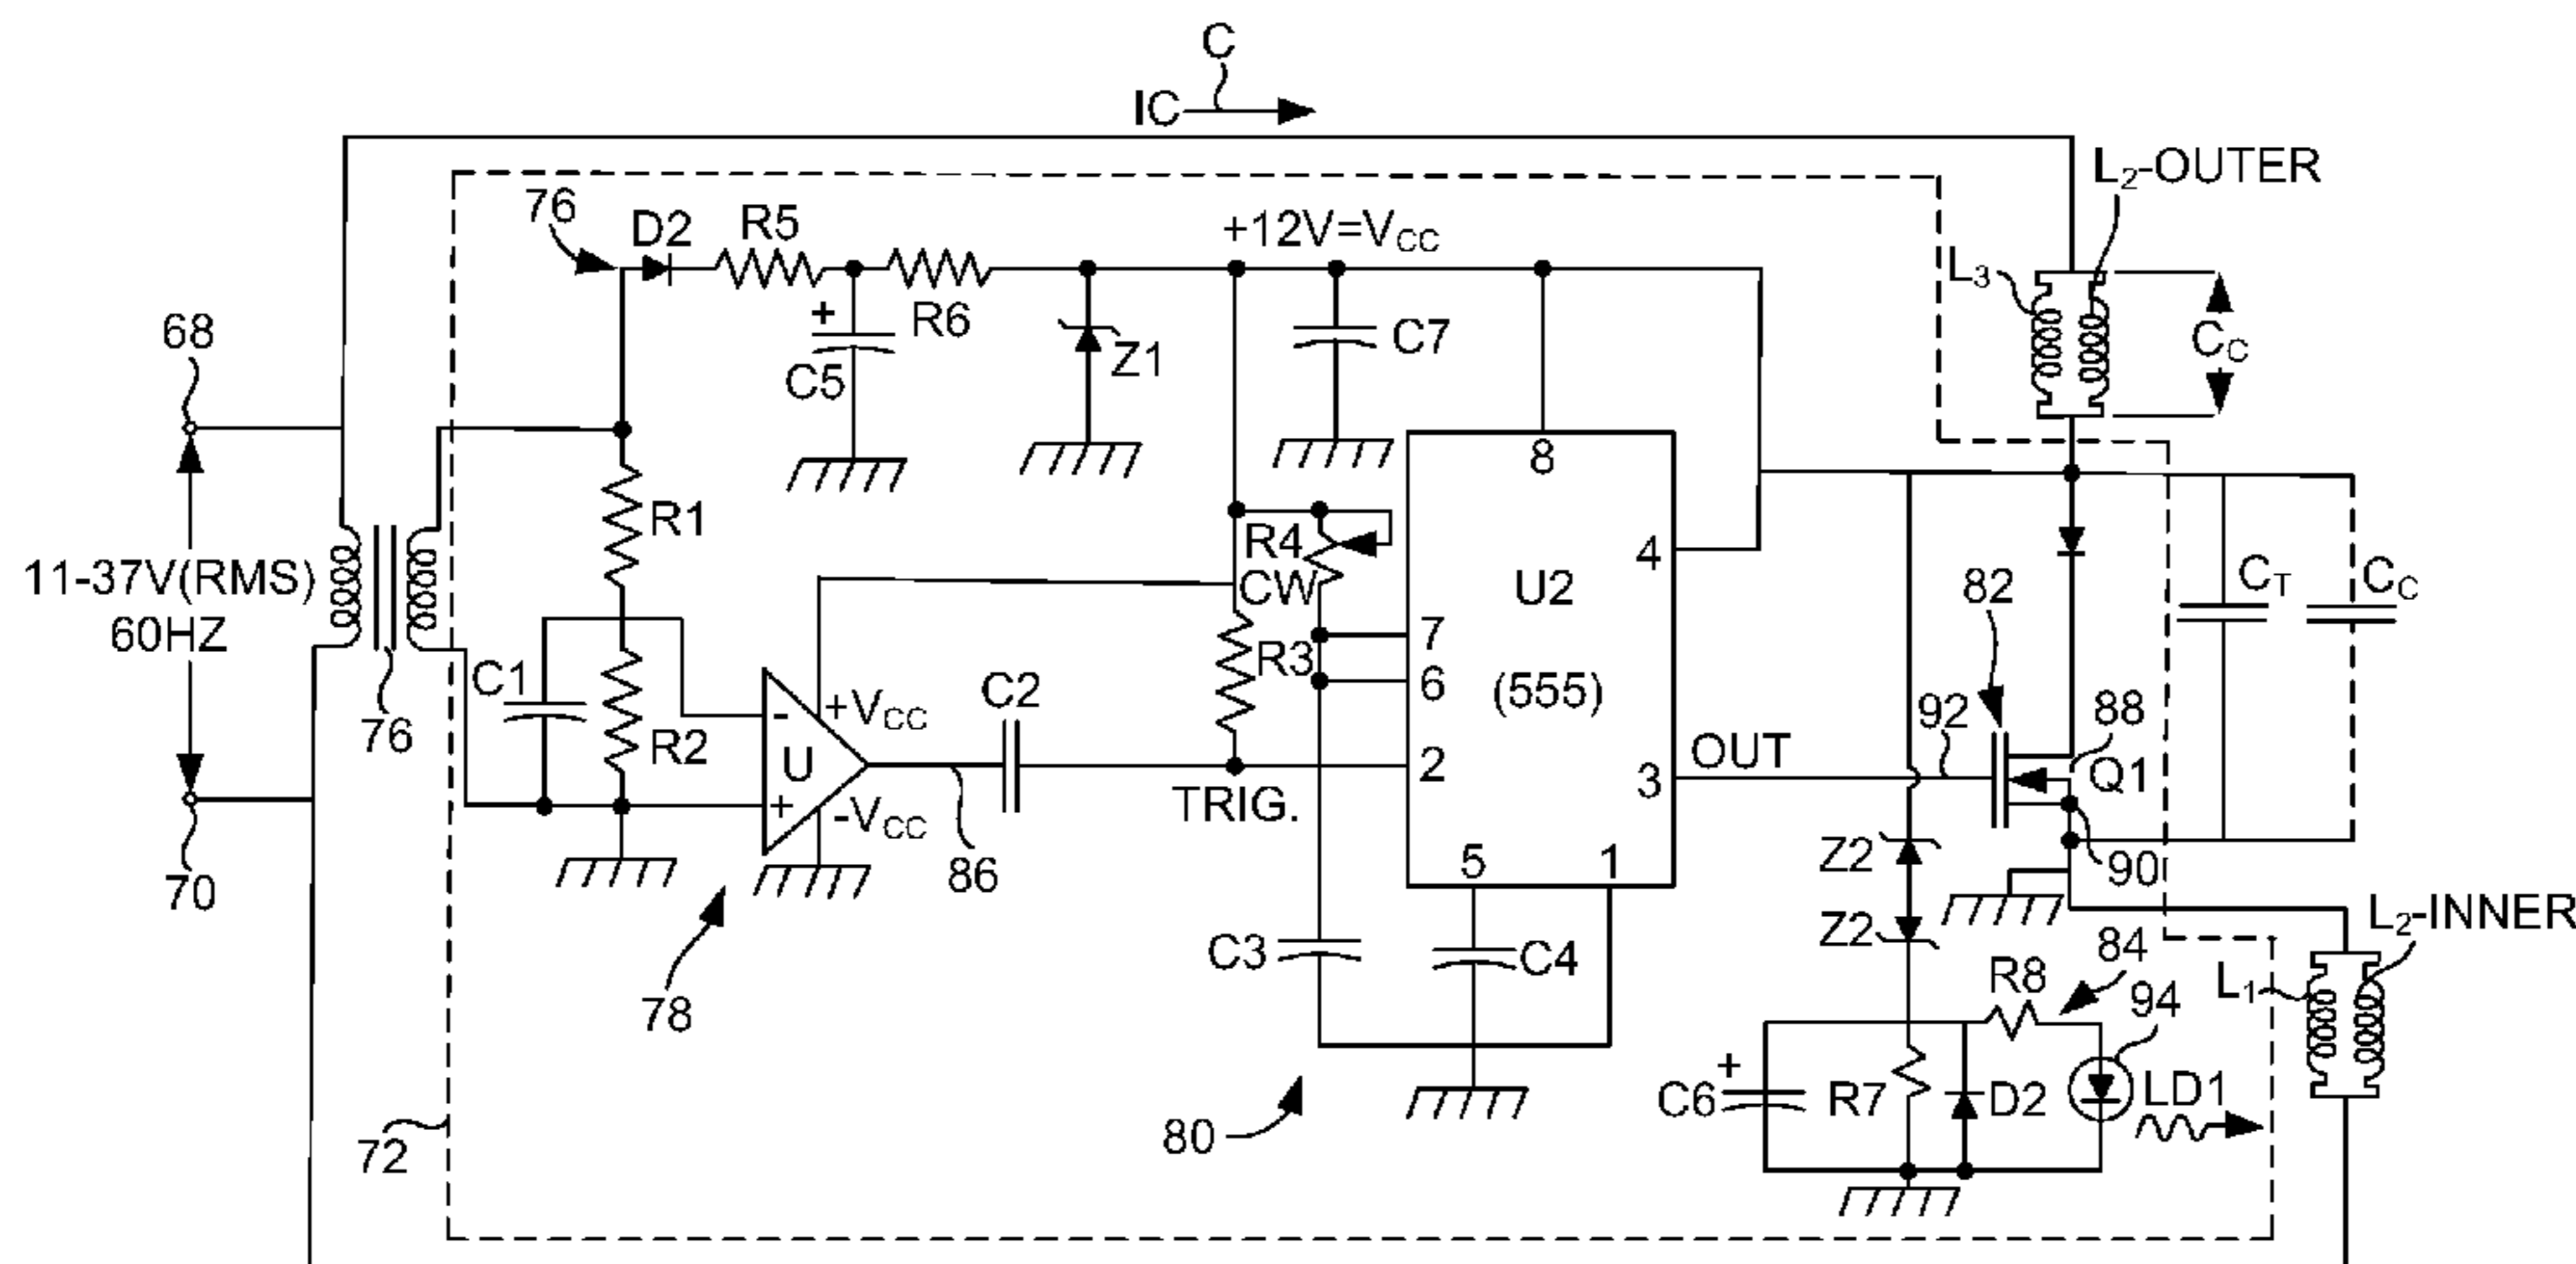 C
IC
L₂-OUTER
76
D2
R5
+12V=VCC
L₃
CC
R6
C5
Z1
C7
68
8
R1
R4
CW
4
U2
(555)
11-37V(RMS)
60HZ
76
CT
CC
82
7
6
R3
C1
R2
-
+
U
+VCC
-VCC
C2
2
TRIG.
3
OUT
92
88
Q1
70
86
5
1
Z2
90
78
Z2
L₂-INNER
C3
C4
R8
84
94
L₁
+
C6
R7
D2
LD1
72
80
+